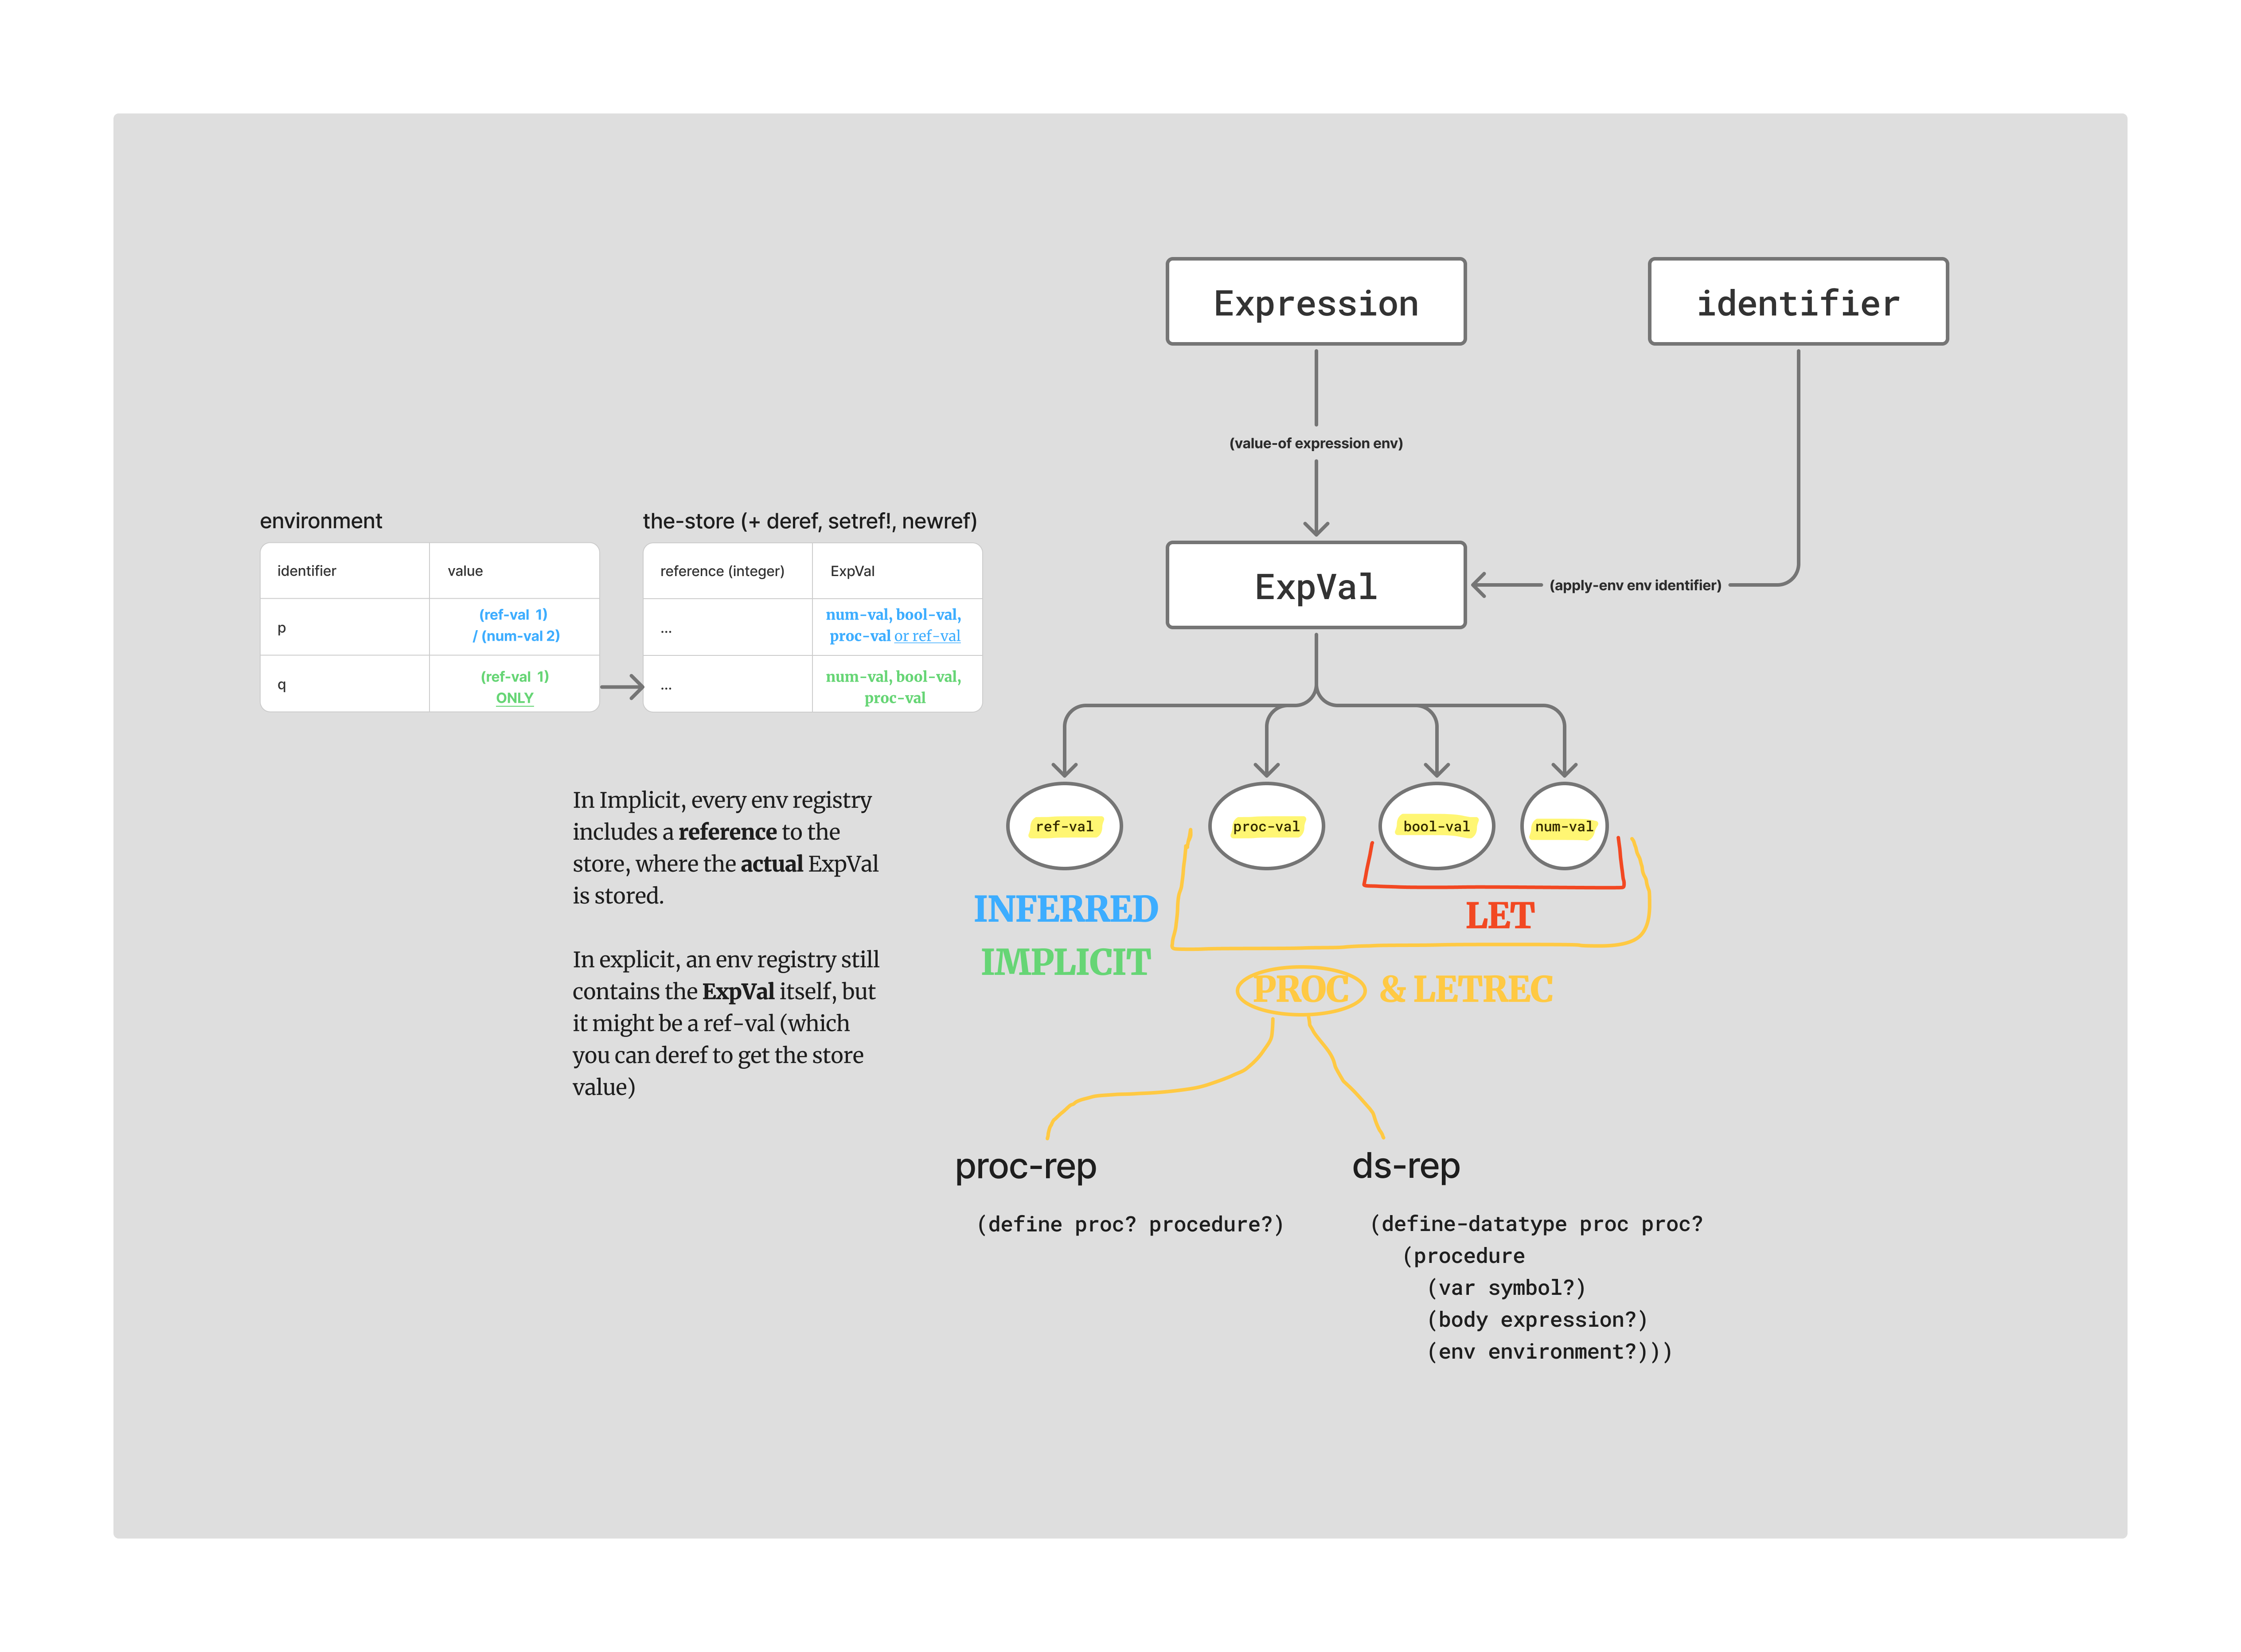 Expression
identifier
(value-of expression env)
environment
identifier
value
p
(ref-val 1)
/ (num-val 2)
q
(ref-val 1)
ONLY
the-store (+ deref, setref!, newref)
reference (integer)
ExpVal
...
num-val, bool-val,
proc-val or ref-val
...
num-val, bool-val,
proc-val
ExpVal
(apply-env env identifier)
In Implicit, every env registry
includes a reference to the
store, where the actual ExpVal
is stored.
In explicit, an env registry still
contains the ExpVal itself, but
it might be a ref-val (which
you can deref to get the store
value)
ref-val
proc-val
bool-val
num-val
INFERRED
IMPLICIT
LET
PROC & LETREC
proc-rep
(define proc? procedure?)
ds-rep
(define-datatype proc proc?
(procedure
(var symbol?)
(body expression?)
(env environment?)))